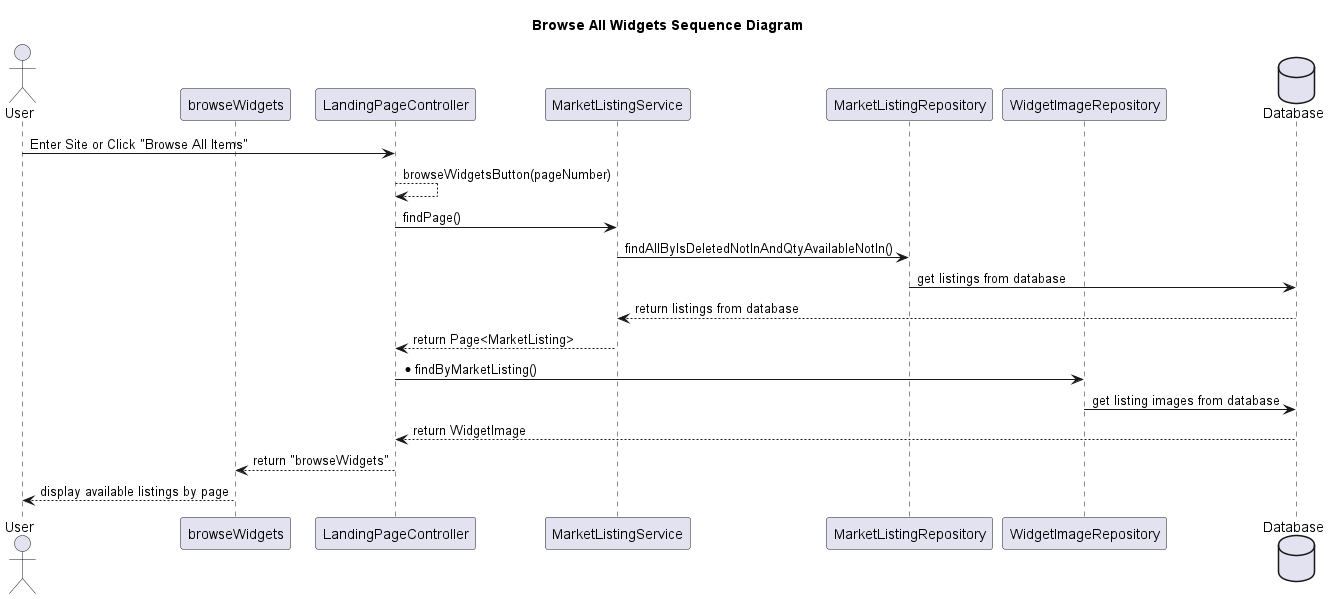 Browse All Widgets Sequence Diagram
User
browseWidgets
LandingPageController
MarketListingService
MarketListingRepository
WidgetImageRepository
Database
Enter Site or Click "Browse All Items"
browseWidgetsButton(pageNumber)
findPage()
findAllByIsDeletedNotInAndQtyAvailableNotIn()
get listings from database
return listings from database
return Page<MarketListing>
• findByMarketListing()
get listing images from database
return WidgetImage
return "browseWidgets"
display available listings by page
User
browseWidgets
LandingPageController
MarketListingService
MarketListingRepository
WidgetImageRepository
Database